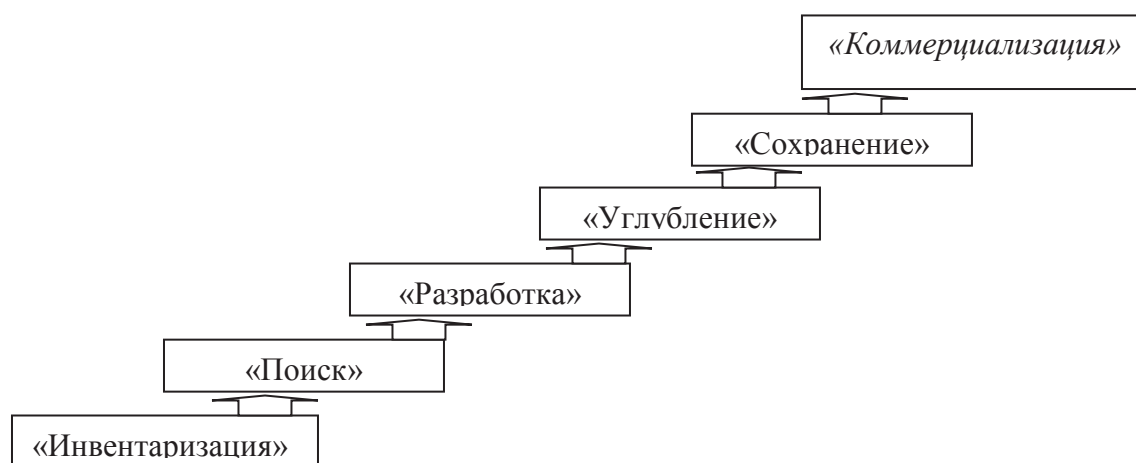 «Коммерциализация»
«Сохранение»
«Углубление»
«Разработка»
«Поиск»
«Инвентаризация»